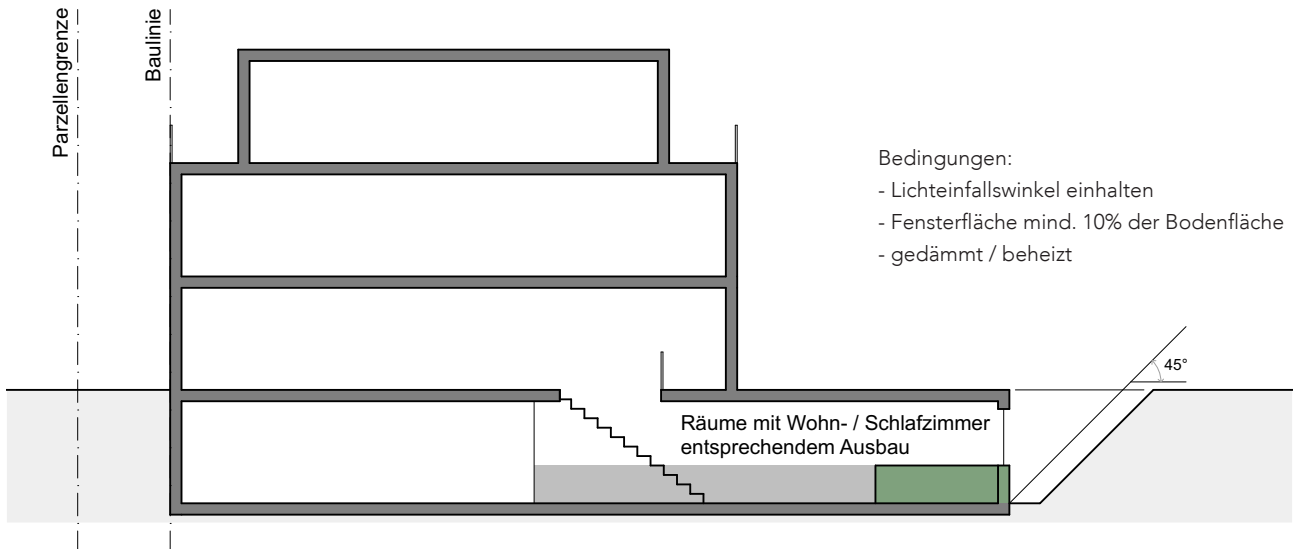 Parzellengrenze
Baulinie
Bedingungen:
- Lichteinfallswinkel einhalten
- Fensterfläche mind. 10% der Bodenfläche
- gedämmt / beheizt
45°
Räume mit Wohn- / Schlafzimmer
entsprechendem Ausbau